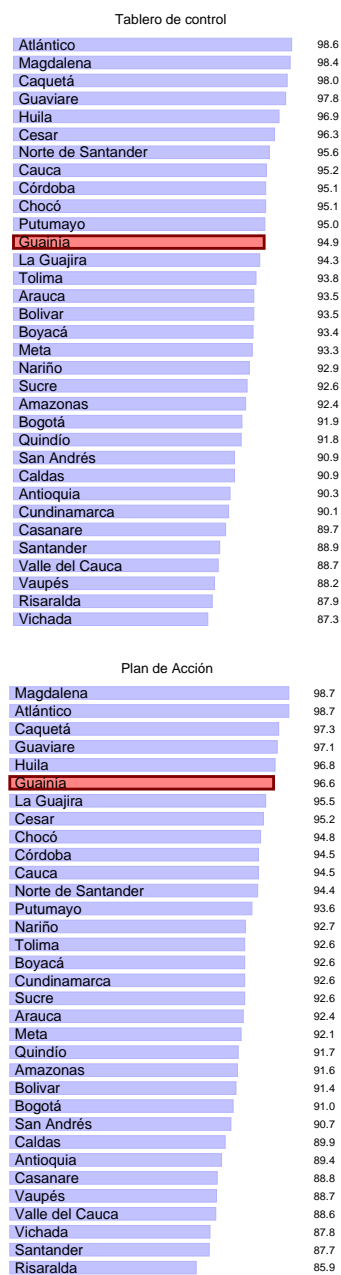 Tablero de control
Atlántico 98.6
Magdalena 98.4
Caquetá 98.0
Guaviare 97.8
Huila 96.9
Cesar 96.3
Norte de Santander 95.6
Cauca 95.2
Córdoba 95.1
Chocó 95.1
Putumayo 95.0
Guainía 94.9
La Guajira 94.3
Tolima 93.8
Arauca 93.5
Bolivar 93.5
Boyacá 93.4
Meta 93.3
Nariño 92.9
Sucre 92.6
Amazonas 92.4
Bogotá 91.9
Quindío 91.8
San Andrés 90.9
Caldas 90.9
Antioquia 90.3
Cundinamarca 90.1
Casanare 89.7
Santander 88.9
Valle del Cauca 88.7
Vaupés 88.2
Risaralda 87.9
Vichada 87.3
Plan de Acción
Magdalena 98.7
Atlántico 98.7
Caquetá 97.3
Guaviare 97.1
Huila 96.8
Guainía 96.6
La Guajira 95.5
Cesar 95.2
Chocó 94.8
Córdoba 94.5
Cauca 94.5
Norte de Santander 94.4
Putumayo 93.6
Nariño 92.7
Tolima 92.6
Boyacá 92.6
Cundinamarca 92.6
Sucre 92.6
Arauca 92.4
Meta 92.1
Quindío 91.7
Amazonas 91.6
Bolivar 91.4
Bogotá 91.0
San Andrés 90.7
Caldas 89.9
Antioquia 89.4
Casanare 88.8
Vaupés 88.7
Valle del Cauca 88.6
Vichada 87.8
Santander 87.7
Risaralda 85.9